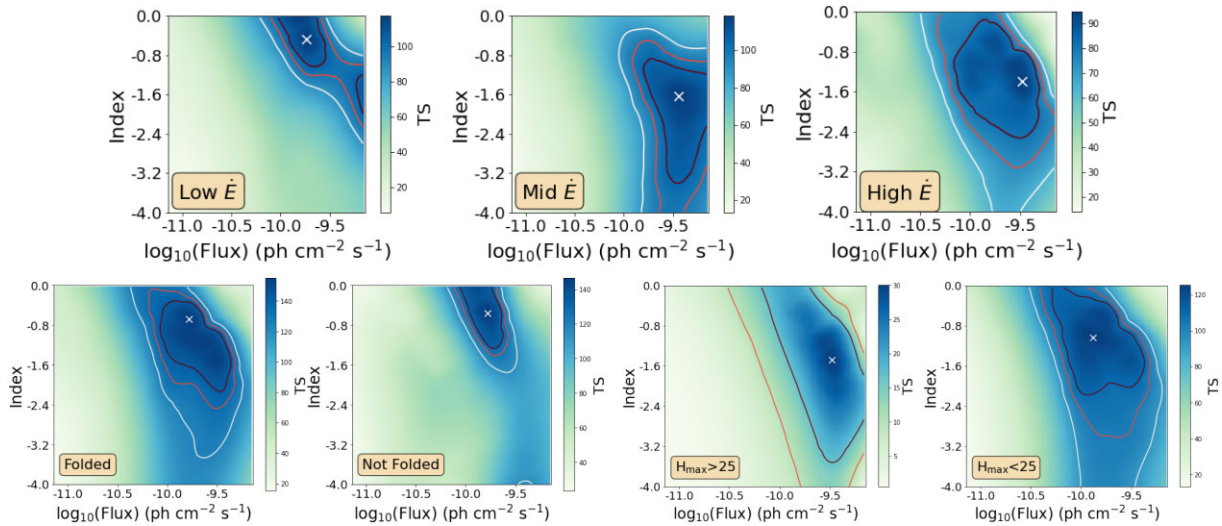 0.0
-0.8
-1.6
-2.4
-3.2
-4.0
Index
Low Ė
-11.0 -10.5 -10.0 -9.5
log₁₀(Flux) (ph cm⁻² s⁻¹)
100
80
60
40
20
TS
0.0
-0.8
-1.6
-2.4
-3.2
-4.0
Index
Mid Ė
-11.0 -10.5 -10.0 -9.5
log₁₀(Flux) (ph cm⁻² s⁻¹)
100
80
60
40
20
TS
0.0
-0.8
-1.6
-2.4
-3.2
-4.0
Index
High Ė
-11.0 -10.5 -10.0 -9.5
log₁₀(Flux) (ph cm⁻² s⁻¹)
90
80
70
60
50
40
30
20
TS
0.0
-0.8
-1.6
-2.4
-3.2
-4.0
Index
Folded
-11.0 -10.5 -10.0 -9.5
log₁₀(Flux) (ph cm⁻² s⁻¹)
140
120
100
80
60
40
20
TS
0.0
-0.8
-1.6
-2.4
-3.2
-4.0
Index
Not Folded
-11.0 -10.5 -10.0 -9.5
log₁₀(Flux) (ph cm⁻² s⁻¹)
140
120
100
80
60
40
TS
0.0
-0.8
-1.6
-2.4
-3.2
-4.0
Index
Hmax>25
-11.0 -10.5 -10.0 -9.5
log₁₀(Flux) (ph cm⁻² s⁻¹)
30
25
20
15
10
5
TS
0.0
-0.8
-1.6
-2.4
-3.2
-4.0
Index
Hmax<25
-11.0 -10.5 -10.0 -9.5
log₁₀(Flux) (ph cm⁻² s⁻¹)
120
100
80
60
40
20
TS